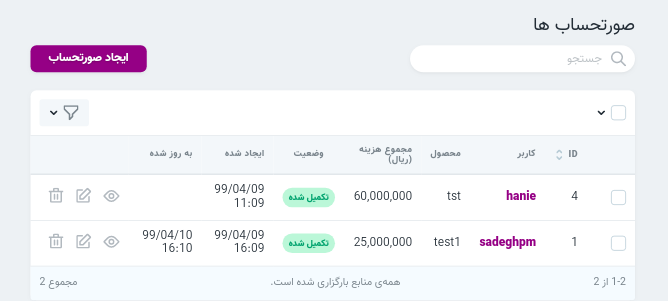 صورتحساب ها
جستجو
ایجاد صورتحساب
ID کاربر محصول مجموع هزینه (ریال) وضعیت ایجاد شده به روز شده
4 hanie tst 60,000,000 تکمیل شده 99/04/09 11:09
1 sadeghpm test1 25,000,000 تکمیل شده 99/04/09 16:09 99/04/10 16:10
1-2 از 2 همه‌ی منابع بارگزاری شده است. مجموع 2